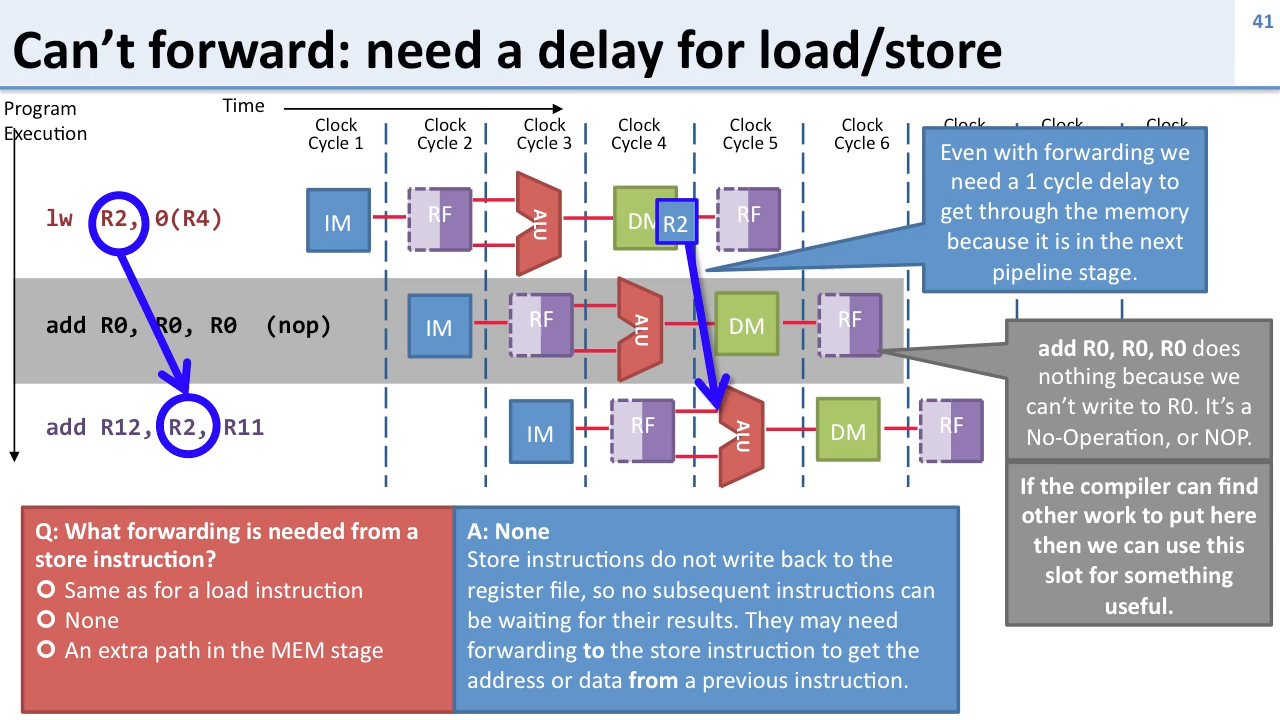 41
Can't forward: need a delay for load/store
Program
Execution
Time
Clock
Cycle 1
Clock
Cycle 2
Clock
Cycle 3
Clock
Cycle 4
Clock
Cycle 5
Clock
Cycle 6
Clock
Clock
Clock
lw R2, 0(R4)
IM
RF
ALU
DM
R2
RF
add R0, R0, R0 (nop)
IM
RF
ALU
DM
RF
add R12, R2, R11
IM
RF
ALU
DM
RF
Even with forwarding we
need a 1 cycle delay to
get through the memory
because it is in the next
pipeline stage.
add R0, R0, R0 does
nothing because we
can't write to R0. It's a
No-Operation, or NOP.
If the compiler can find
other work to put here
then we can use this
slot for something
useful.
Q: What forwarding is needed from a
store instruction?
Same as for a load instruction
None
An extra path in the MEM stage
A: None
Store instructions do not write back to the
register file, so no subsequent instructions can
be waiting for their results. They may need
forwarding to the store instruction to get the
address or data from a previous instruction.